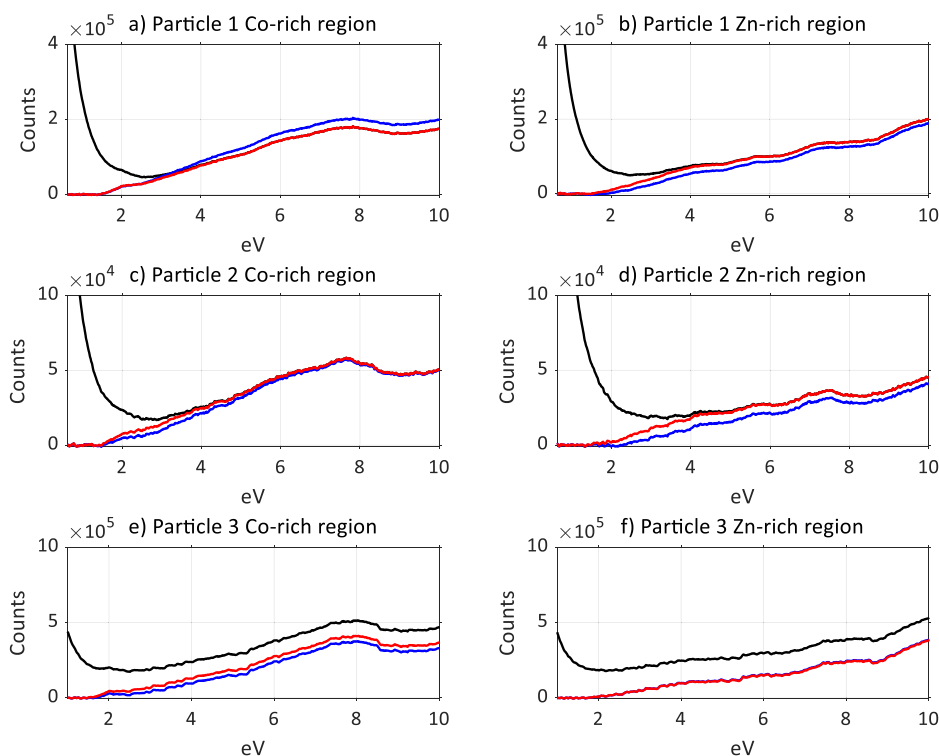 ×10⁵ a) Particle 1 Co-rich region
4
2
0
Counts
2 4 6 8 10
eV
×10⁵ b) Particle 1 Zn-rich region
4
2
0
Counts
2 4 6 8 10
eV
×10⁴ c) Particle 2 Co-rich region
10
5
0
Counts
2 4 6 8 10
eV
×10⁴ d) Particle 2 Zn-rich region
10
5
0
Counts
2 4 6 8 10
eV
×10⁵ e) Particle 3 Co-rich region
10
5
0
Counts
2 4 6 8 10
eV
×10⁵ f) Particle 3 Zn-rich region
10
5
0
Counts
2 4 6 8 10
eV